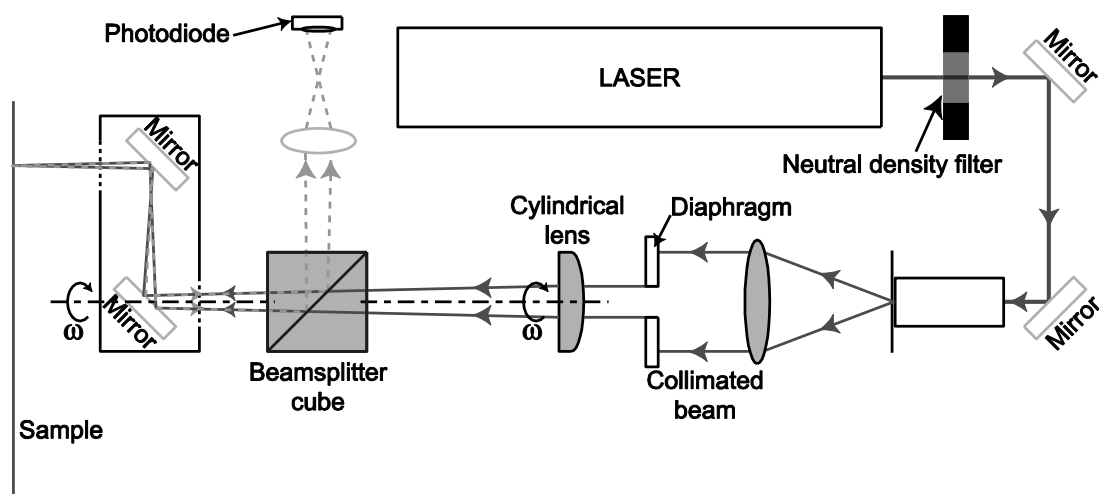 Photodiode
LASER
Mirror
Neutral density filter
Mirror
Cylindrical
lens
Diaphragm
ω
Mirror
ω
Mirror
Beamsplitter
cube
Collimated
beam
Sample